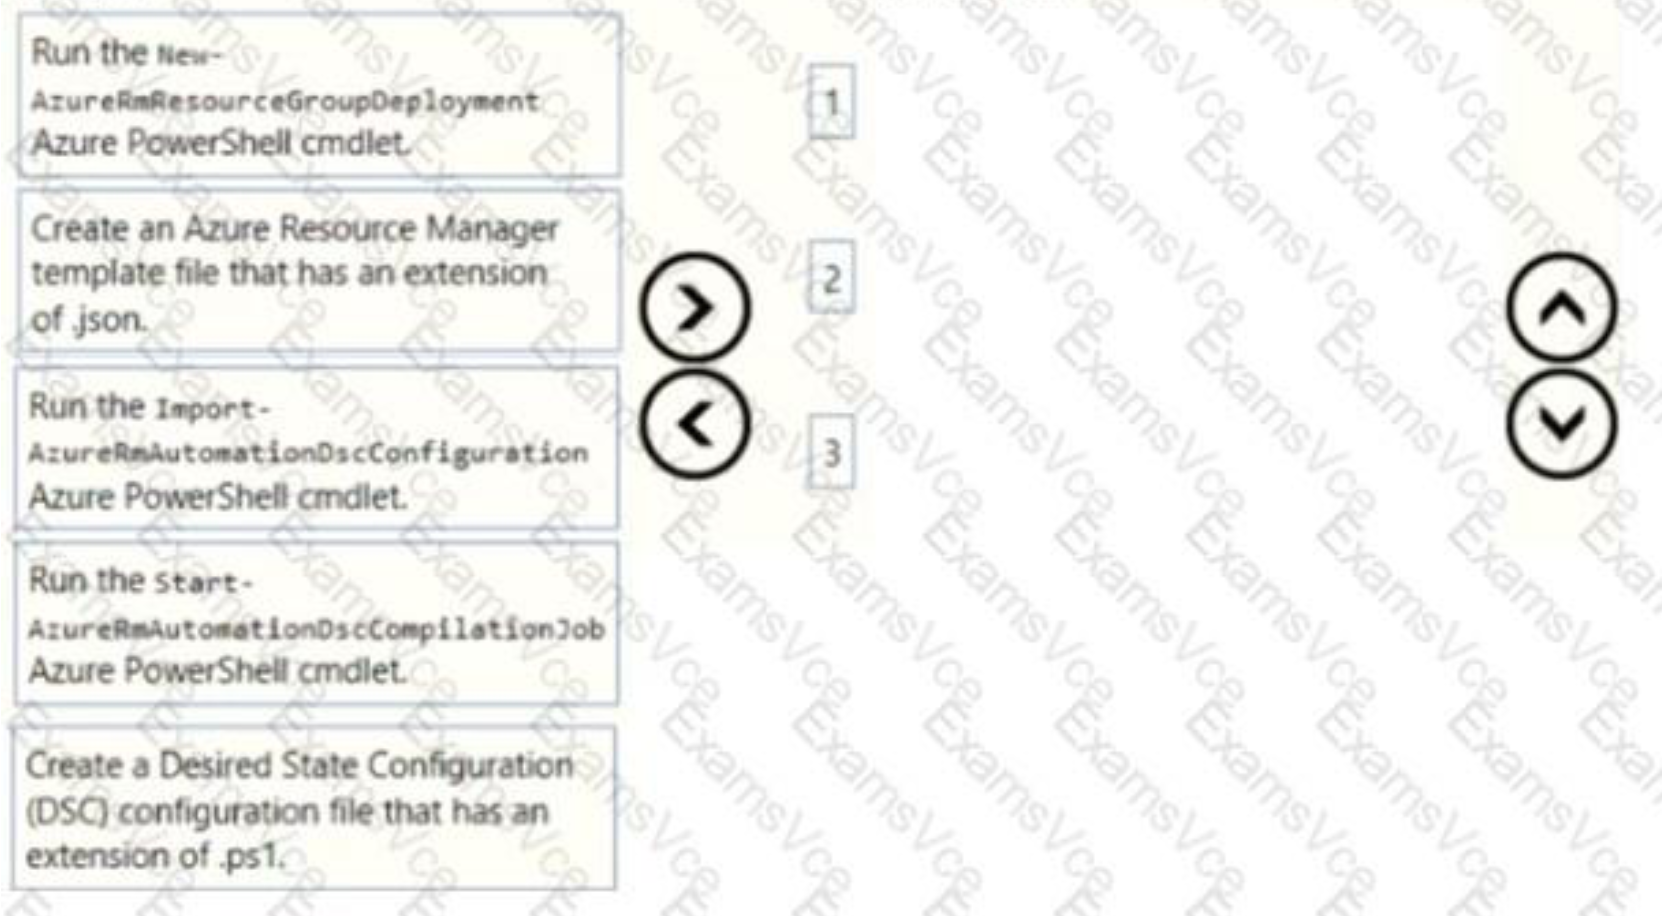 Run the New-
AzureRmResourceGroupDeployment
Azure PowerShell cmdlet.
Create an Azure Resource Manager
template file that has an extension
of .json.
Run the Import-
AzureRmAutomationDscConfiguration
Azure PowerShell cmdlet.
Run the Start-
AzureRmAutomationDscCompilationJob
Azure PowerShell cmdlet.
Create a Desired State Configuration
(DSC) configuration file that has an
extension of .ps1.
1
2
3
ExamsVce